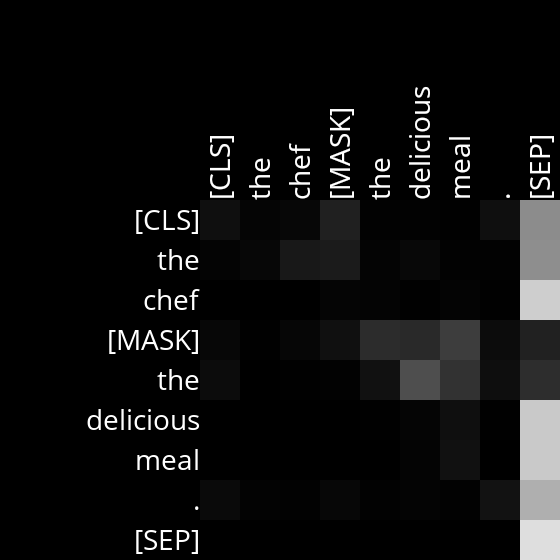 [CLS] the chef [MASK] the delicious meal . [SEP]
[CLS]
the
chef
[MASK]
the
delicious
meal
.
[SEP]